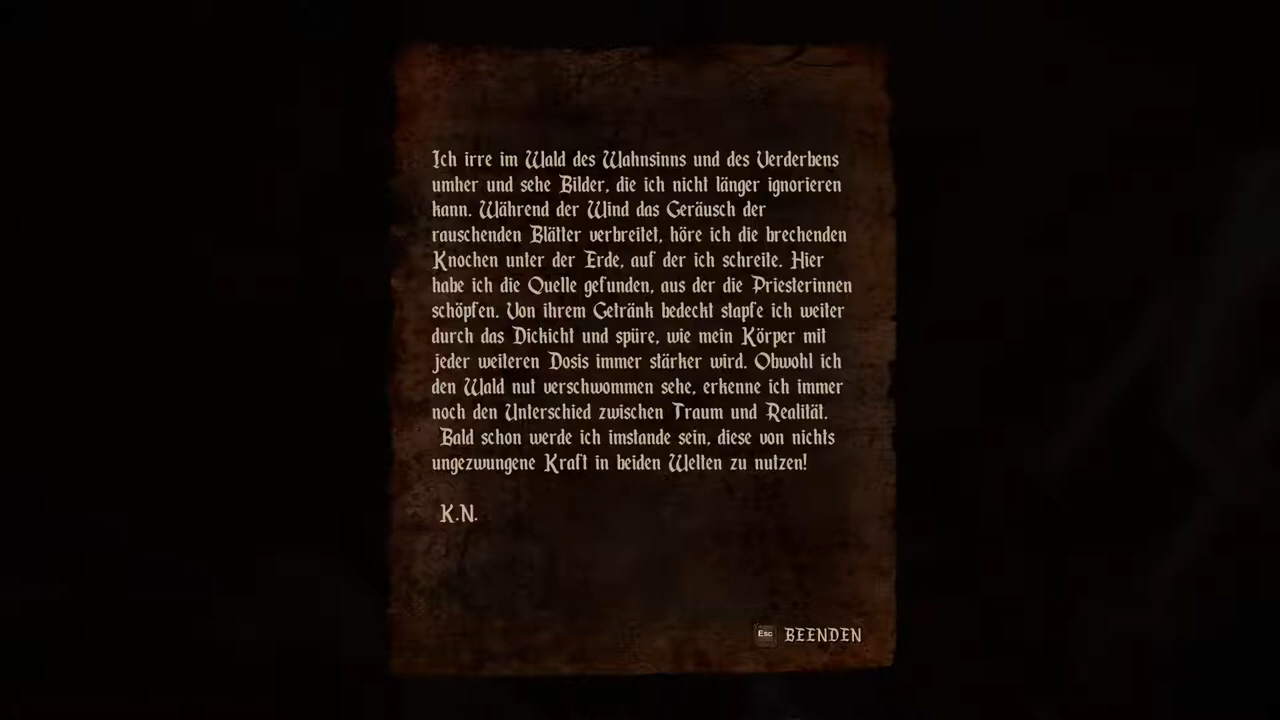 Ich irre im Wald des Wahnsinns und des Verderbens
umher und sehe Bilder, die ich nicht länger ignorieren
kann. Während der Wind das Geräusch der
rauschenden Blätter verbreitet, höre ich die brechenden
Knochen unter der Erde, auf der ich schreite. Hier
habe ich die Quelle gefunden, aus der die Priesterinnen
schöpfen. Von ihrem Getränk bedeckt stapfe ich weiter
durch das Dickicht und spüre, wie mein Körper mit
jeder weiteren Dosis immer stärker wird. Obwohl ich
den Wald nut verschwommen sehe, erkenne ich immer
noch den Unterschied zwischen Traum und Realität.
Bald schon werde ich imstande sein, diese von nichts
ungezwungene Kraft in beiden Welten zu nutzen!
K.N.
Esc BEENDEN